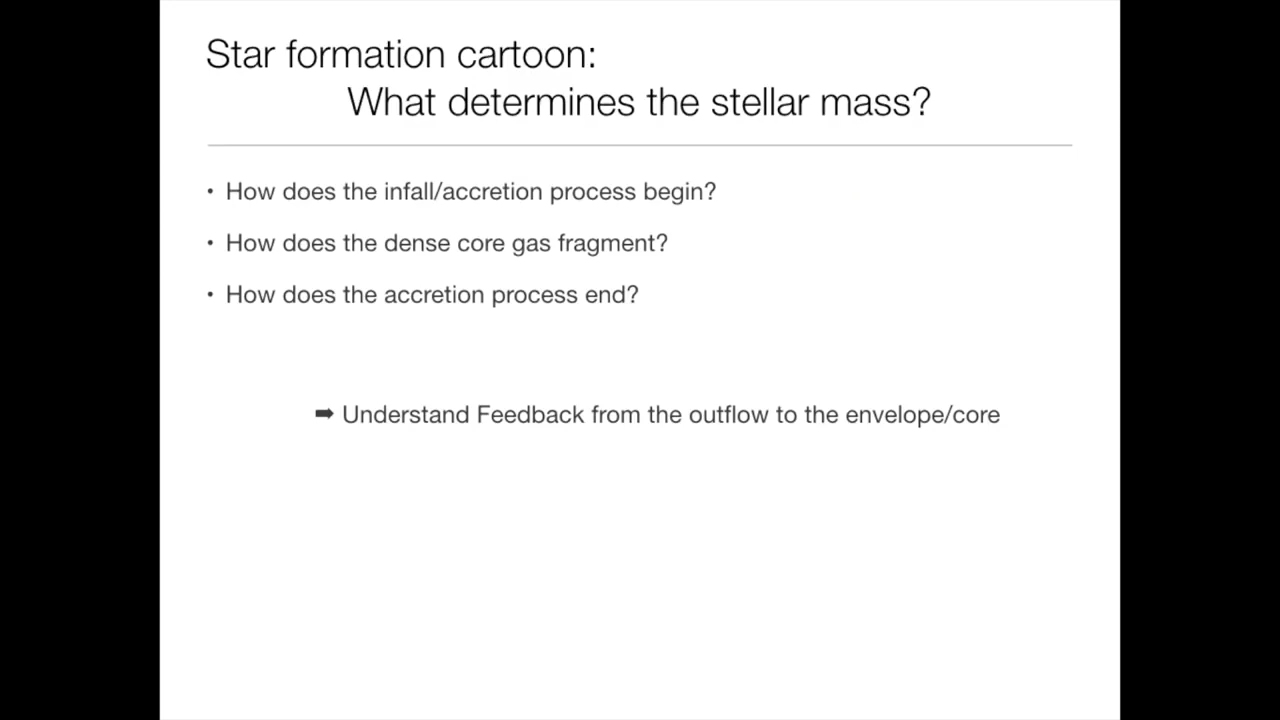 Star formation cartoon:
What determines the stellar mass?
• How does the infall/accretion process begin?
• How does the dense core gas fragment?
• How does the accretion process end?
➡ Understand Feedback from the outflow to the envelope/core